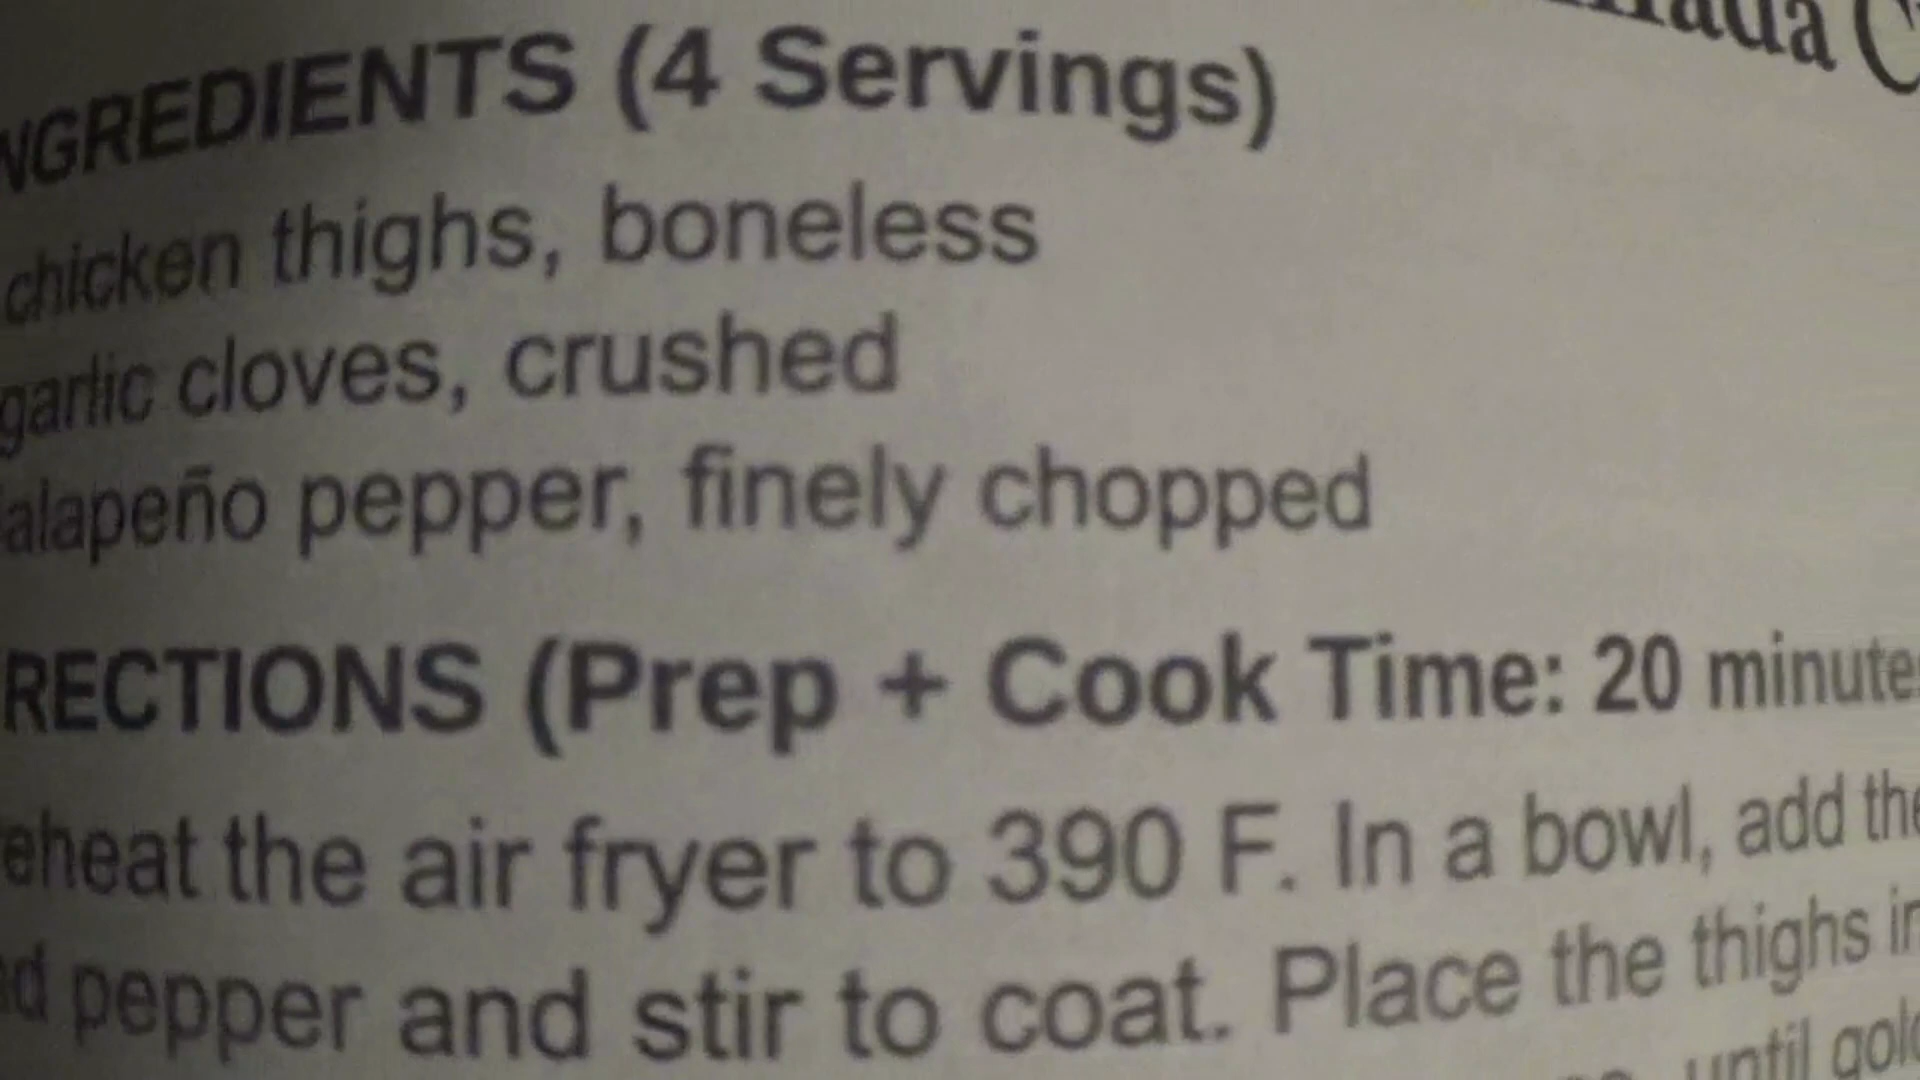 NGREDIENTS (4 Servings)
chicken thighs, boneless
garlic cloves, crushed
alapeño pepper, finely chopped
RECTIONS (Prep + Cook Time: 20 minute
eheat the air fryer to 390 F. In a bowl, add the
d pepper and stir to coat. Place the thighs in
until gol